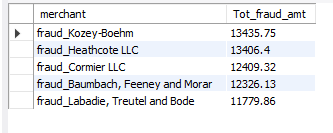 merchant Tot_fraud_amt
fraud_Kozey-Boehm 13435.75
fraud_Heathcote LLC 13406.4
fraud_Cormier LLC 12409.32
fraud_Baumbach, Feeney and Morar 12326.13
fraud_Labadie, Treutel and Bode 11779.86